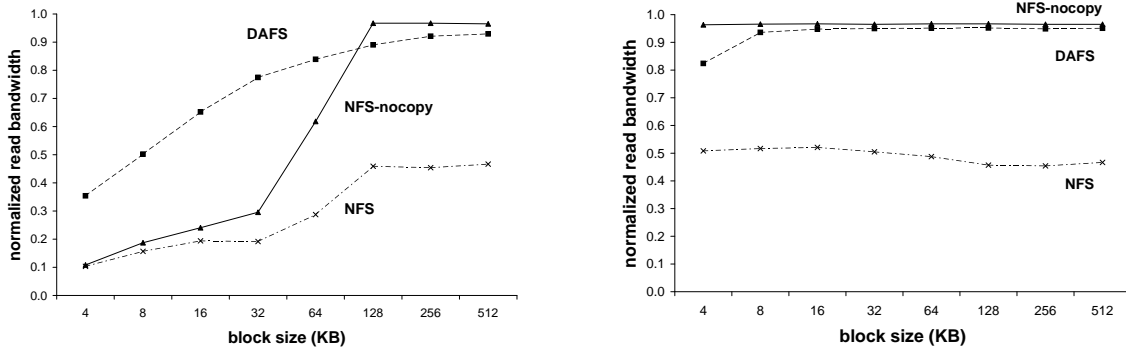 normalized read bandwidth
1.0
0.9
0.8
0.7
0.6
0.5
0.4
0.3
0.2
0.1
0.0
DAFS
NFS-nocopy
NFS
4 8 16 32 64 128 256 512
block size (KB)
normalized read bandwidth
1.0
0.9
0.8
0.7
0.6
0.5
0.4
0.3
0.2
0.1
0.0
NFS-nocopy
DAFS
NFS
4 8 16 32 64 128 256 512
block size (KB)